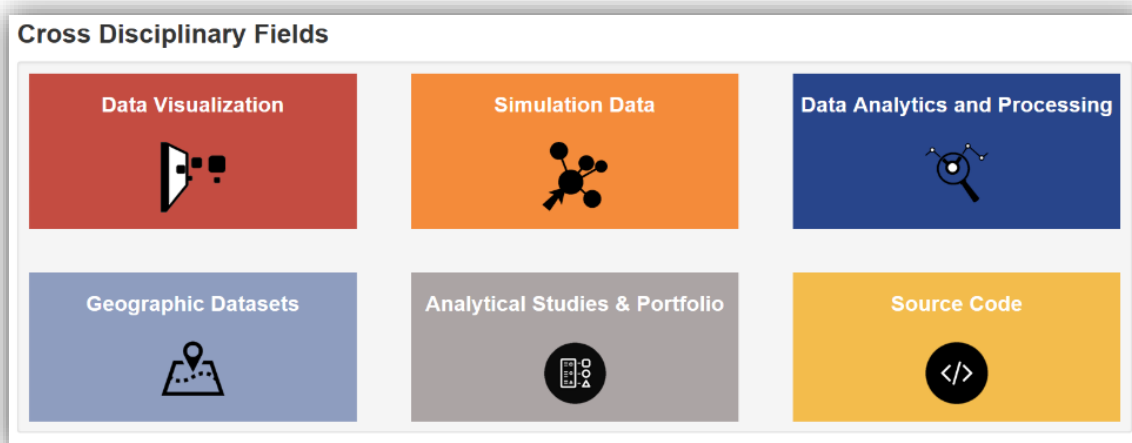 Cross Disciplinary Fields
Data Visualization
Simulation Data
Data Analytics and Processing
Geographic Datasets
Analytical Studies & Portfolio
Source Code
</>